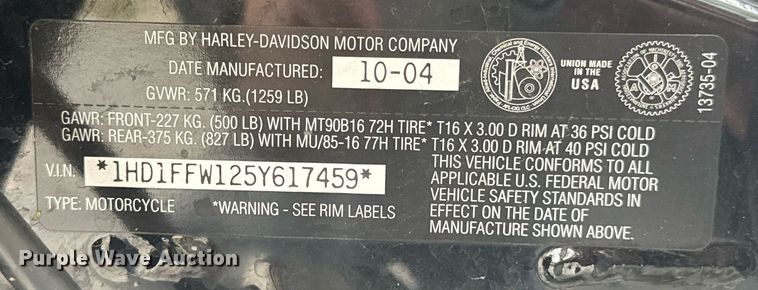 MFG BY HARLEY-DAVIDSON MOTOR COMPANY
DATE MANUFACTURED: 10-04
GVWR: 571 KG.(1259 LB)
UNION MADE IN THE USA
AFL-CIO CLC
13735-04
GAWR: FRONT-227 KG. (500 LB) WITH MT90B16 72H TIRE* T16 X 3.00 D RIM AT 36 PSI COLD
GAWR: REAR-375 KG. (827 LB) WITH MU/85-16 77H TIRE* T16 X 3.00 D RIM AT 40 PSI COLD
V.I.N. *1HD1FFW125Y617459*
THIS VEHICLE CONFORMS TO ALL
APPLICABLE U.S. FEDERAL MOTOR
VEHICLE SAFETY STANDARDS IN
EFFECT ON THE DATE OF
MANUFACTURE SHOWN ABOVE.
TYPE: MOTORCYCLE *WARNING - SEE RIM LABELS
Purple Wave Auction